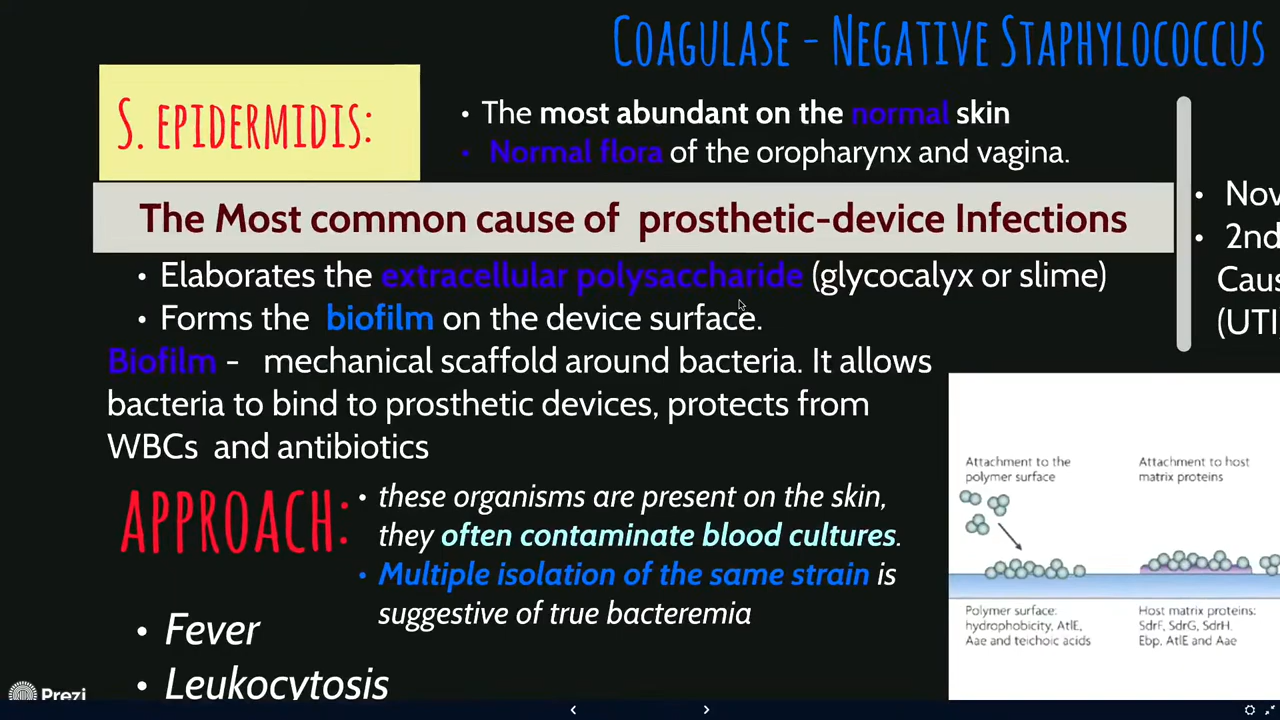 COAGULASE - NEGATIVE STAPHYLOCOCCUS
S. EPIDERMIDIS:
• The most abundant on the normal skin
• Normal flora of the oropharynx and vagina.
The Most common cause of prosthetic-device Infections
• Elaborates the extracellular polysaccharide (glycocalyx or slime)
• Forms the biofilm on the device surface.
Biofilm - mechanical scaffold around bacteria. It allows
bacteria to bind to prosthetic devices, protects from
WBCs and antibiotics
APPROACH:
• these organisms are present on the skin,
they often contaminate blood cultures.
• Multiple isolation of the same strain is
suggestive of true bacteremia
• Fever
• Leukocytosis
• Nov
• 2nd
Caus
(UTI
Attachment to the
polymer surface
Polymer surface:
hydrophobicity, AtlE,
Aae and teichoic acids
Attachment to host
matrix proteins
Host matrix proteins:
SdrF, SdrG, SdrH,
Ebp, AtlE and Aae
Prezi